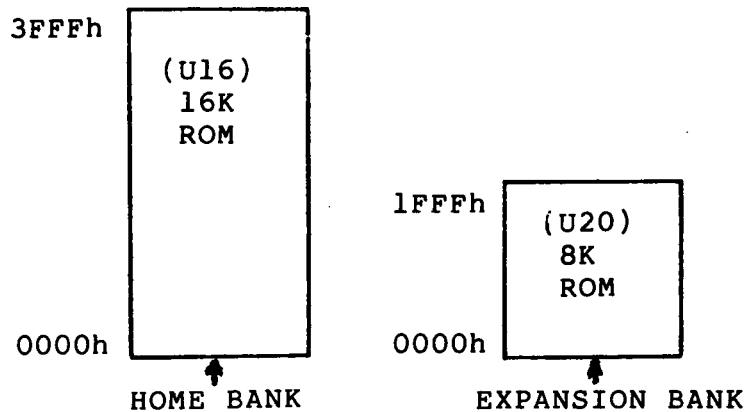 3FFFh
(U16)
16K
ROM
0000h
HOME BANK
1FFFh
(U20)
8K
ROM
0000h
EXPANSION BANK